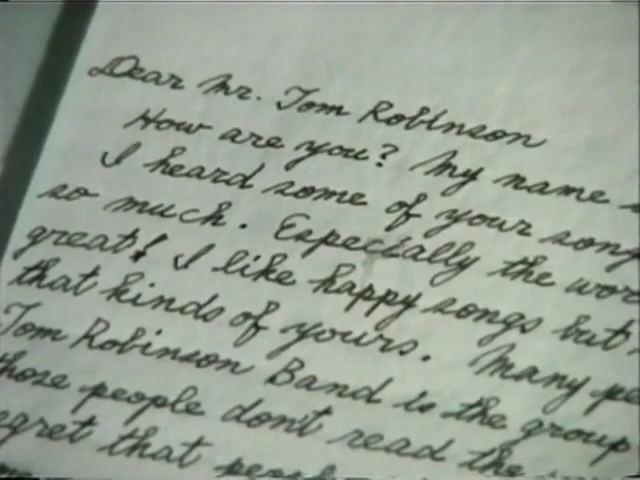 Dear Mr. Tom Robinson
How are you? My name
I heard some of your song
so much. Especially the wor
great! I like happy songs but
that kinds of yours. Many pe
Tom Robinson Band is the group
those people don't read the
egret that peop